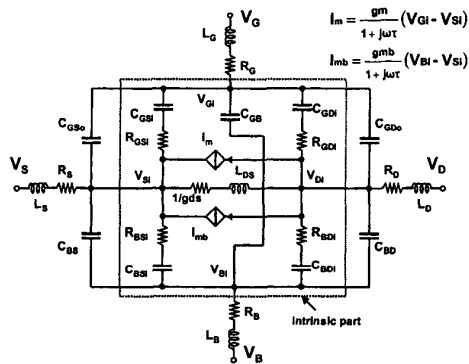 V_G
L_G
R_G
I_m = gm / 1 + jωτ (V_Gi - V_Si)
I_mb = gmb / 1 + jωτ (V_Bi - V_Si)
C_GSi V_Gi C_GB C_GDi
C_GSo R_GSi I_m R_GDi C_GDo
V_S R_S V_Si L_DS V_Di R_D V_D
L_S 1/gds L_D
C_BS R_BSi I_mb R_BDi C_BD
C_BSi V_Bi C_BDi
R_B Intrinsic part
L_B
V_B